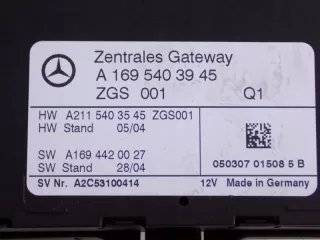 Zentrales Gateway
A 169 540 39 45
ZGS 001 Q1
HW A211 540 35 45 ZGS001
HW Stand 05/04
SW A169 442 00 27
SW Stand 28/04
050307 01508 5 B
SV Nr. A2C53100414 12V Made in Germany